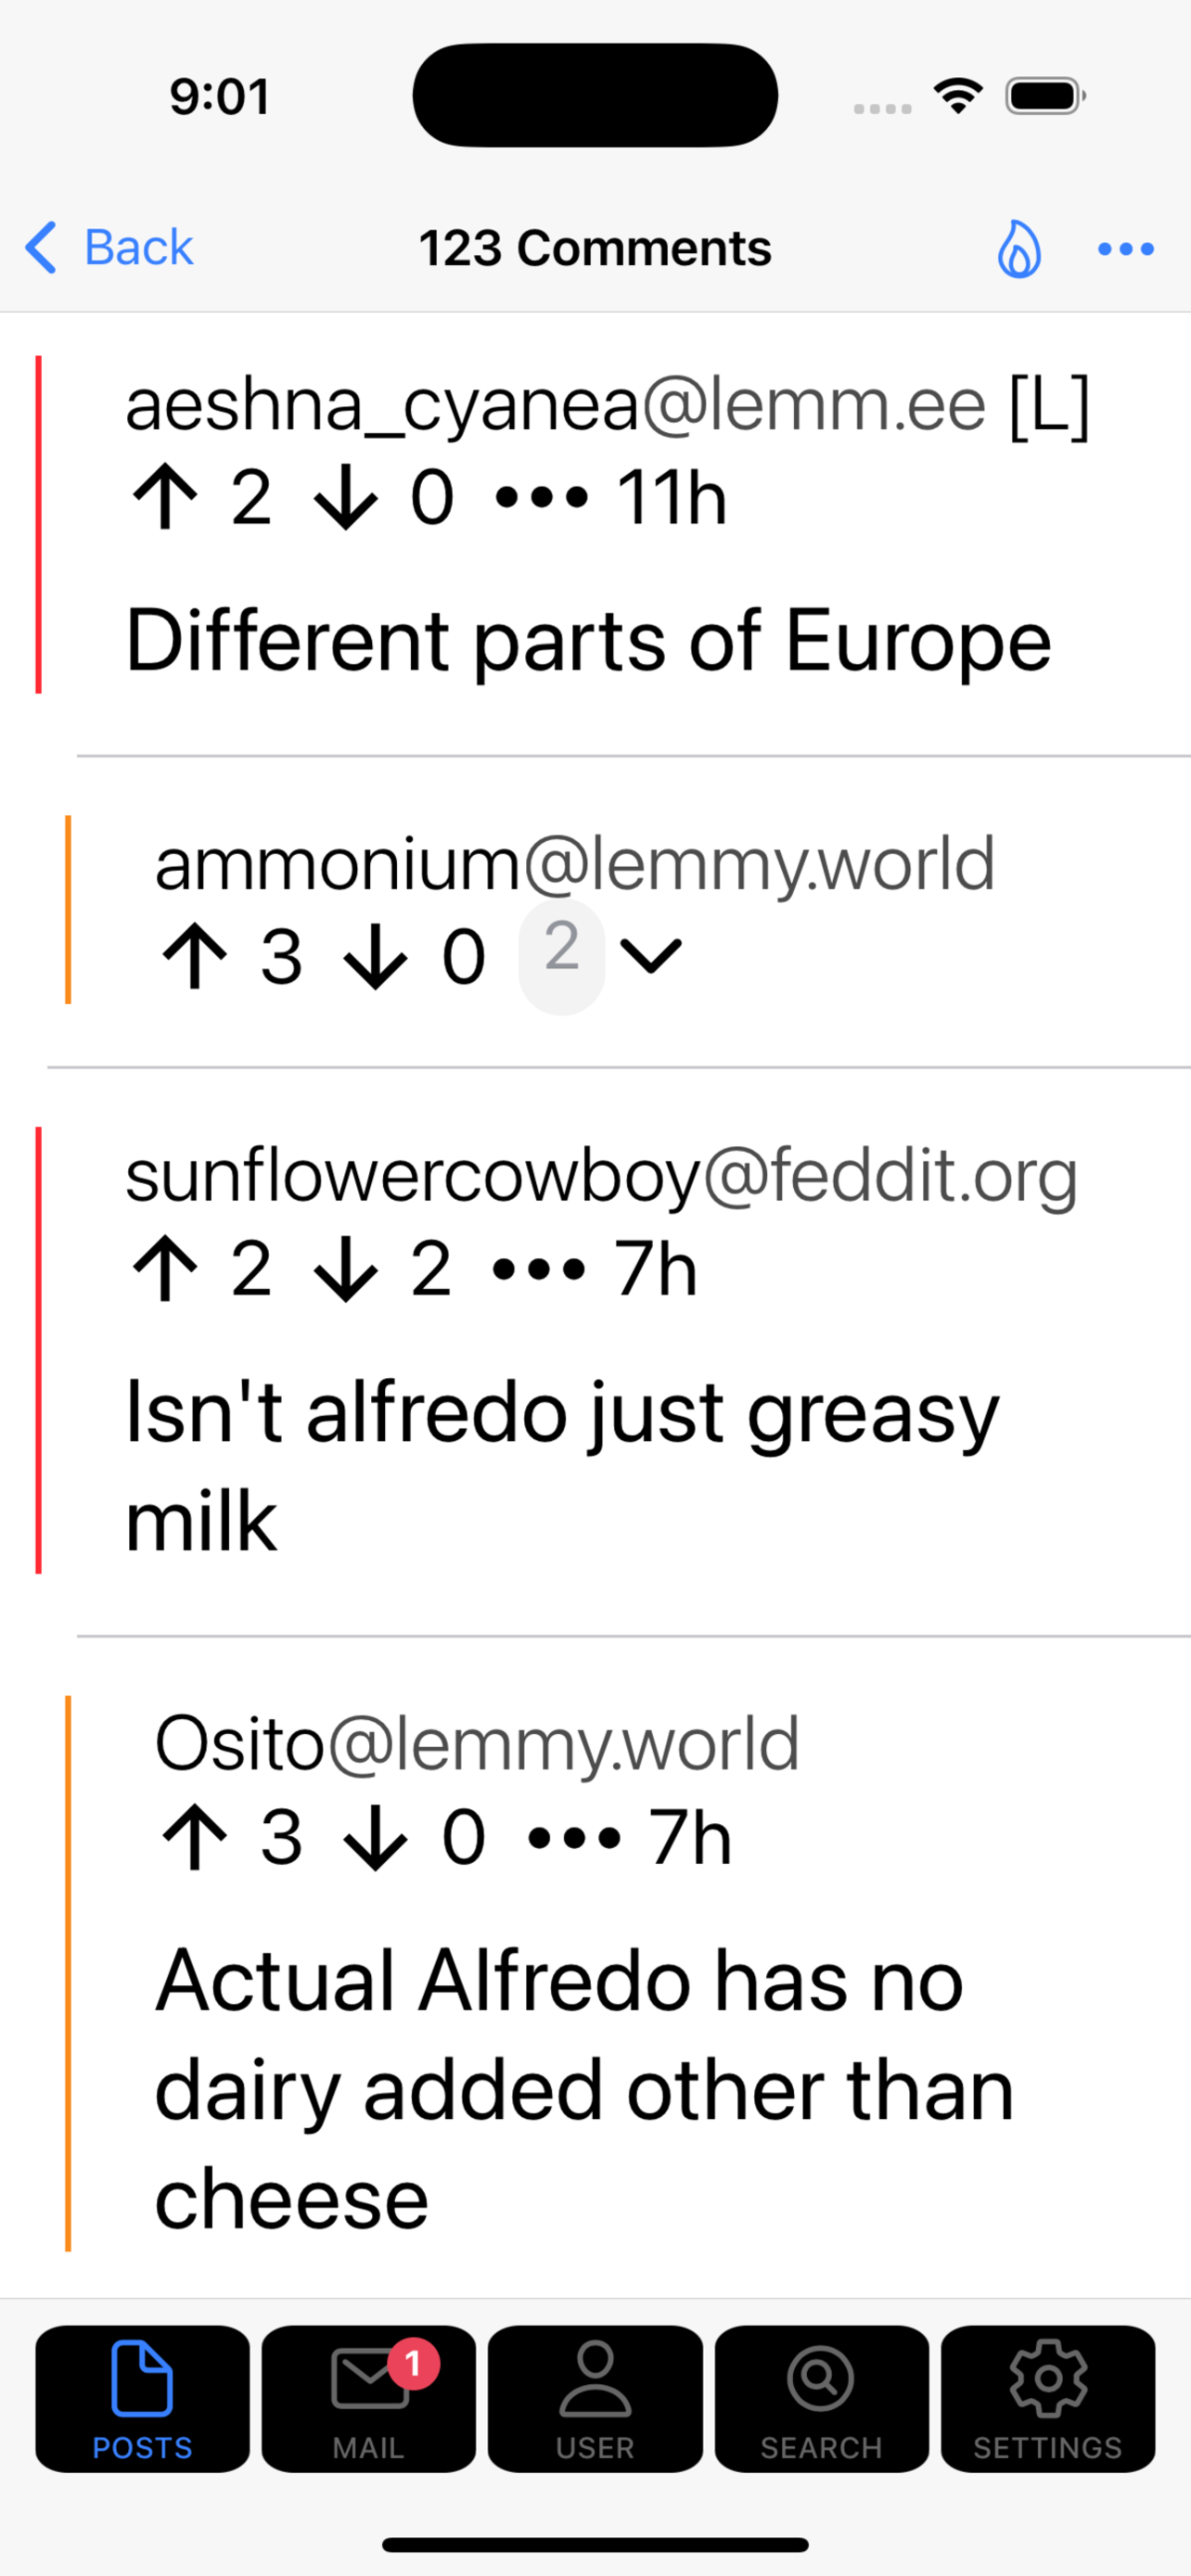 9:01
Back
123 Comments
aeshna_cyanea@lemm.ee [L]
2 0 ••• 11h
Different parts of Europe
ammonium@lemmy.world
3 0 2
sunflowercowboy@feddit.org
2 2 ••• 7h
Isn't alfredo just greasy
milk
Osito@lemmy.world
3 0 ••• 7h
Actual Alfredo has no
dairy added other than
cheese
1
POSTS MAIL USER SEARCH SETTINGS